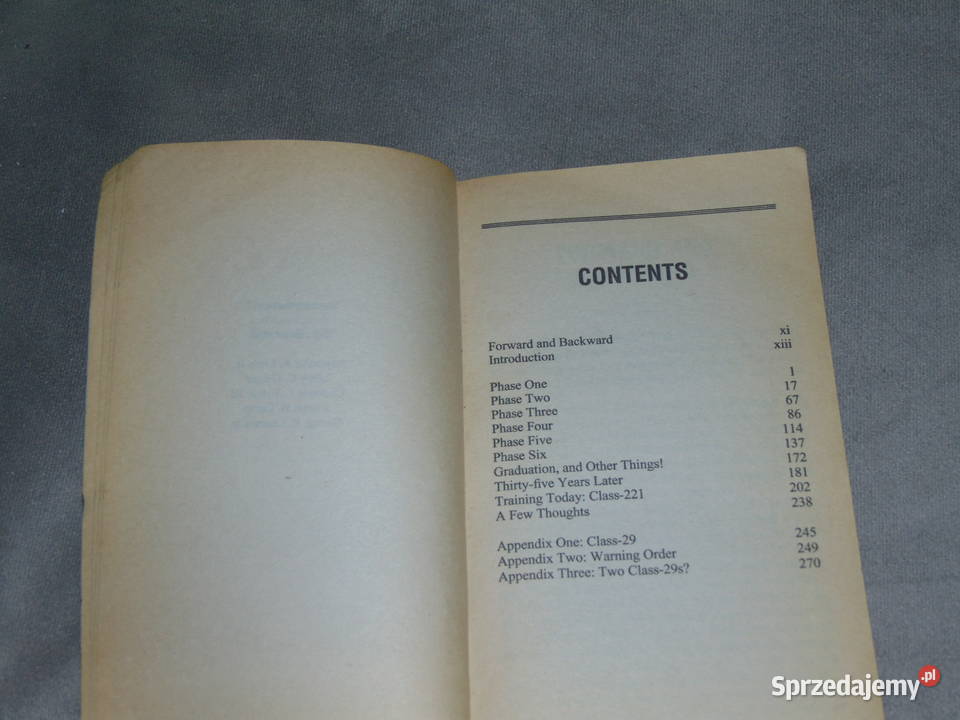 CONTENTS
Forward and Backward xi
Introduction xiii
Phase One 1
Phase Two 17
Phase Three 67
Phase Four 86
Phase Five 114
Phase Six 137
Graduation, and Other Things! 172
Thirty-five Years Later 181
Training Today: Class-221 202
A Few Thoughts 238
Appendix One: Class-29 245
Appendix Two: Warning Order 249
Appendix Three: Two Class-29s? 270
Sprzedajemy.pl